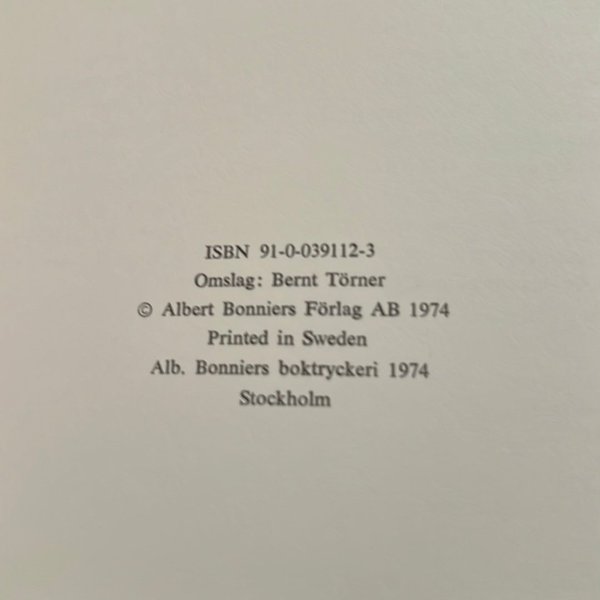 ISBN 91-0-039112-3
Omslag: Bernt Törner
© Albert Bonniers Förlag AB 1974
Printed in Sweden
Alb. Bonniers boktryckeri 1974
Stockholm